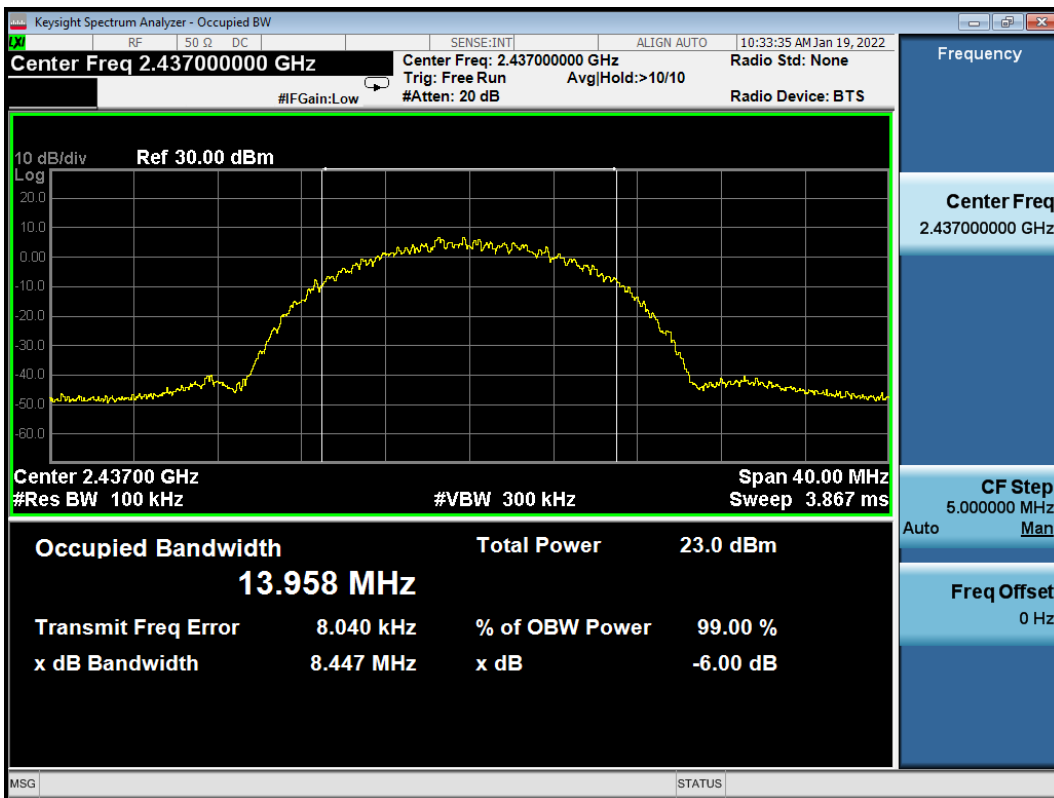 Keysight Spectrum Analyzer - Occupied BW
LXI RF 50 Ω DC SENSE:INT ALIGN AUTO 10:33:35 AM Jan 19, 2022
Center Freq 2.437000000 GHz
Center Freq: 2.437000000 GHz
Radio Std: None
Trig: Free Run Avg|Hold:>10/10
#IFGain:Low
#Atten: 20 dB
Radio Device: BTS
10 dB/div Ref 30.00 dBm
Log
20.0
10.0
0.00
-10.0
-20.0
-30.0
-40.0
-50.0
-60.0
Center 2.43700 GHz Span 40.00 MHz
#Res BW 100 kHz #VBW 300 kHz Sweep 3.867 ms
Occupied Bandwidth Total Power 23.0 dBm
13.958 MHz
Transmit Freq Error 8.040 kHz % of OBW Power 99.00 %
x dB Bandwidth 8.447 MHz x dB -6.00 dB
MSG STATUS
Frequency
Center Freq
2.437000000 GHz
CF Step
5.000000 MHz
Auto Man
Freq Offset
0 Hz